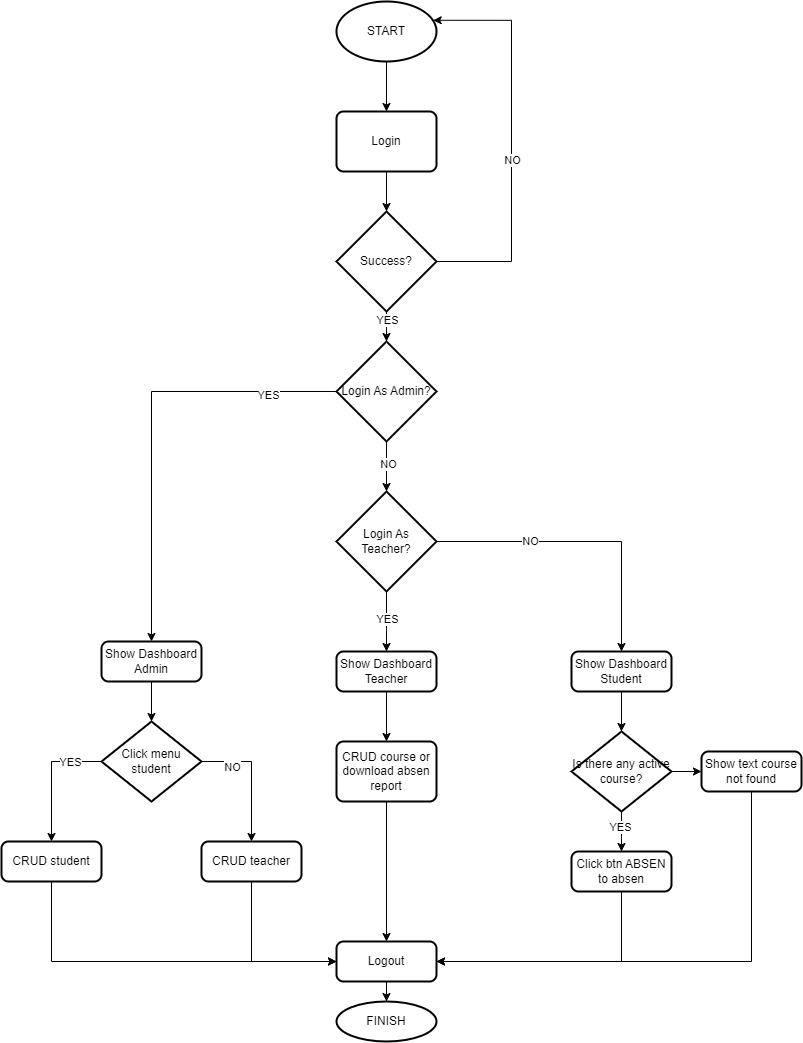 START
NO
Login
Success?
YES
Login As Admin?
YES
NO
Login As
Teacher?
NO
YES
Show Dashboard
Admin
Show Dashboard
Teacher
Show Dashboard
Student
Click menu
student
YES
NO
CRUD course or
download absen
report
Is there any active
course?
Show text course
not found
YES
CRUD student
CRUD teacher
Click btn ABSEN
to absen
Logout
FINISH